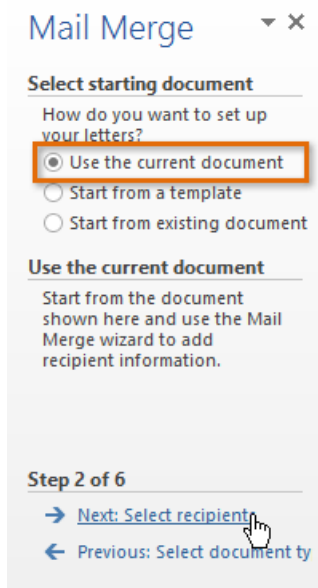 Mail Merge
Select starting document
How do you want to set up
your letters?
Use the current document
Start from a template
Start from existing document
Use the current document
Start from the document
shown here and use the Mail
Merge wizard to add
recipient information.
Step 2 of 6
Next: Select recipients
Previous: Select document ty